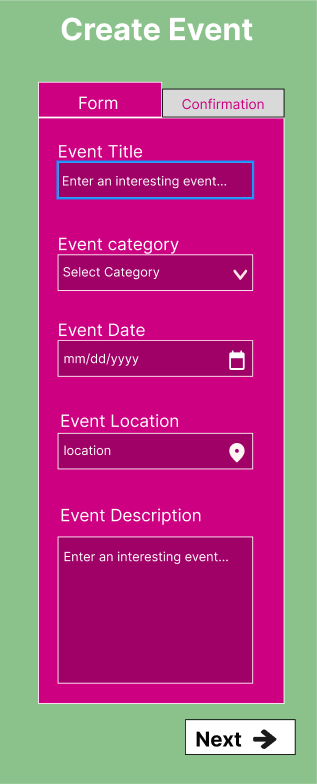 Create Event
Form
Confirmation
Event Title
Enter an interesting event...
Event category
Select Category
Event Date
mm/dd/yyyy
Event Location
location
Event Description
Enter an interesting event...
Next